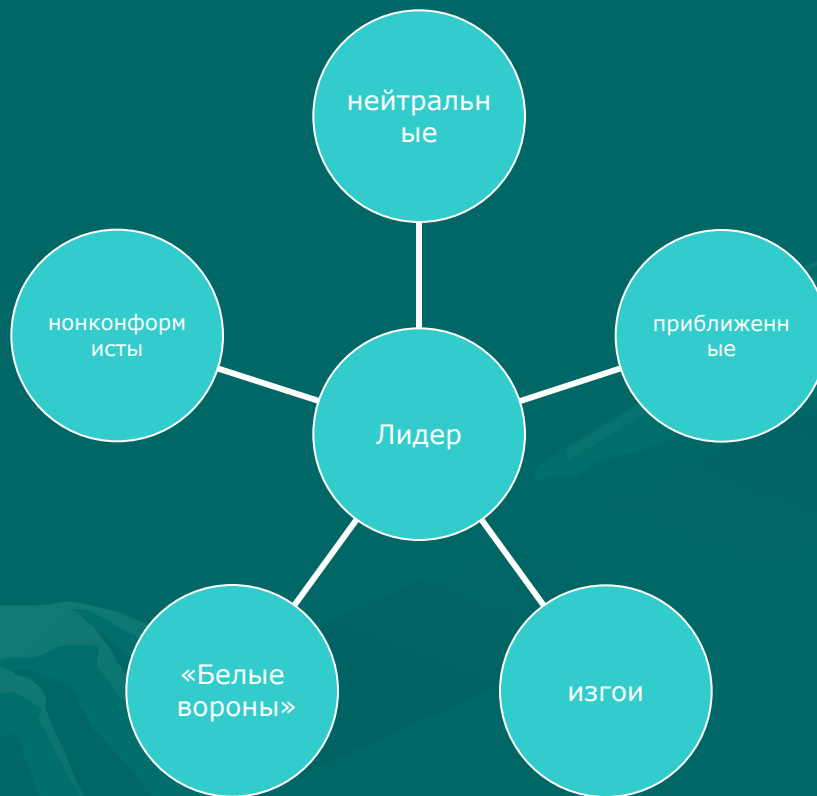 нейтральн
ые
нонконформ
исты
приближенн
ые
Лидер
«Белые
вороны»
изгои